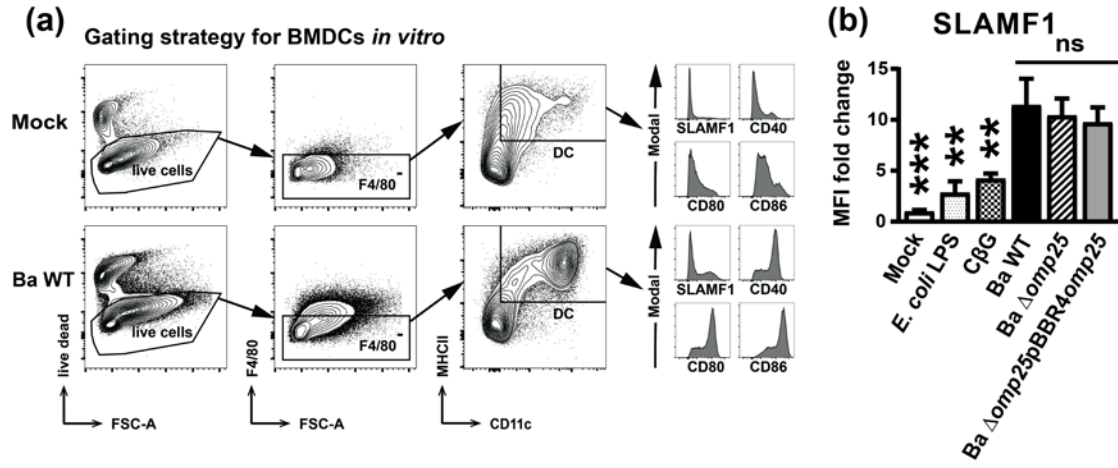 (a)
Gating strategy for BMDCs in vitro
Mock
live cells
F4/80 -
DC
Modal
SLAMF1
CD40
CD80
CD86
Ba WT
live cells
F4/80 -
DC
Modal
SLAMF1
CD40
CD80
CD86
live dead
FSC-A
F4/80
FSC-A
MHCII
CD11c
(b)
SLAMF1
ns
MFI fold change
15
10
5
0
***
**
**
Mock
E. coli LPS
CβG
Ba WT
Ba Δomp25
Ba Δomp25pBBR4omp25